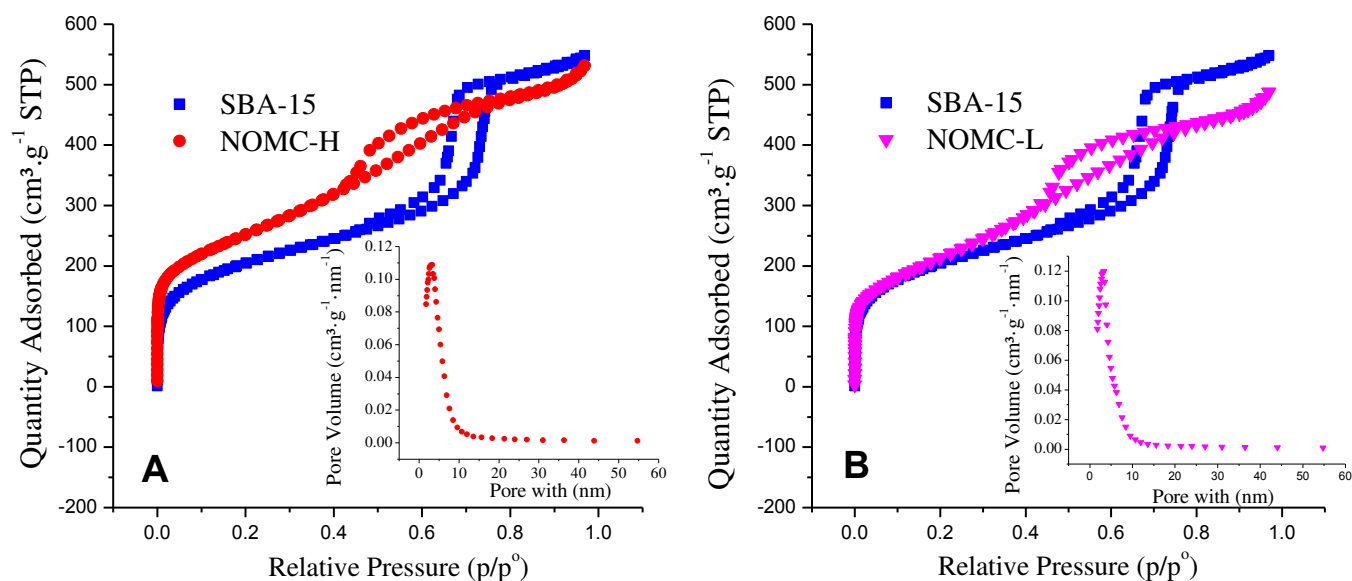 Quantity Adsorbed (cm³.g⁻¹ STP)
600
500
400
300
200
100
0
-100
-200
SBA-15
NOMC-H
Pore Volume (cm³·g⁻¹·nm⁻¹)
0.12
0.10
0.08
0.06
0.04
0.02
0.00
0 10 20 30 40 50 60
Pore with (nm)
A
0.0 0.2 0.4 0.6 0.8 1.0
Relative Pressure (p/p°)
Quantity Adsorbed (cm³.g⁻¹ STP)
600
500
400
300
200
100
0
-100
-200
SBA-15
NOMC-L
Pore Volume (cm³·g⁻¹·nm⁻¹)
0.12
0.10
0.08
0.06
0.04
0.02
0.00
0 10 20 30 40 50 60
Pore with (nm)
B
0.0 0.2 0.4 0.6 0.8 1.0
Relative Pressure (p/p°)